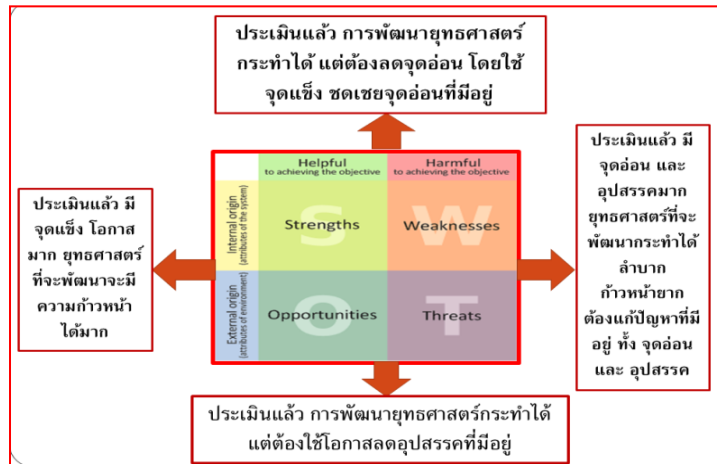 ประเมินแล้ว การพัฒนายุทธศาสตร์
กระทำได้ แต่ต้องลดจุดอ่อน โดยใช้
จุดแข็ง ชดเชยจุดอ่อนที่มีอยู่
ประเมินแล้ว มี
จุดแข็ง โอกาส
มาก ยุทธศาสตร์
ที่จะพัฒนาจะมี
ความก้าวหน้า
ได้มาก
Helpful
to achieving the objective
Harmful
to achieving the objective
Internal origin
(attributes of the system)
S
Strengths
W
Weaknesses
External origin
(attributes of environment)
O
Opportunities
T
Threats
ประเมินแล้ว มี
จุดอ่อน และ
อุปสรรคมาก
ยุทธศาสตร์ที่จะ
พัฒนากระทำได้
ลำบาก
ก้าวหน้ายาก
ต้องแก้ปัญหาที่มี
อยู่ ทั้ง จุดอ่อน
และ อุปสรรค
ประเมินแล้ว การพัฒนายุทธศาสตร์กระทำได้
แต่ต้องใช้โอกาสลดอุปสรรคที่มีอยู่